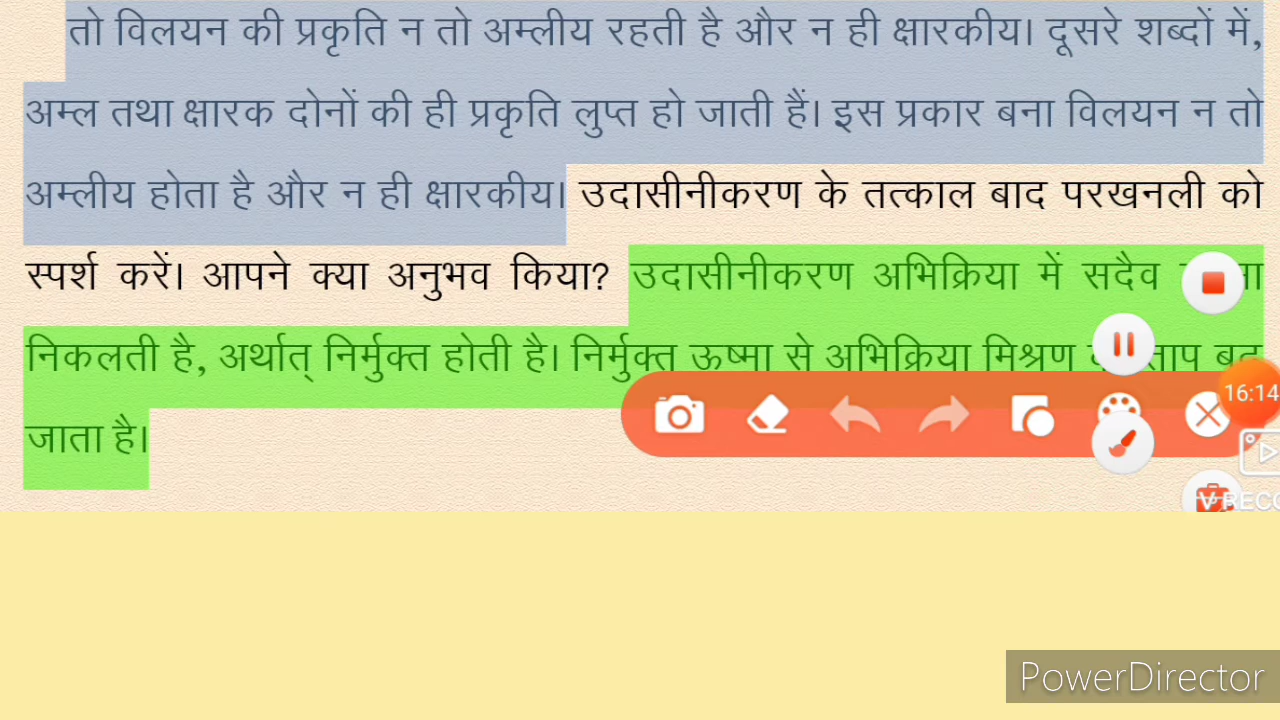 तो विलयन की प्रकृति न तो अम्लीय रहती है और न ही क्षारकीय। दूसरे शब्दों में,
अम्ल तथा क्षारक दोनों की ही प्रकृति लुप्त हो जाती हैं। इस प्रकार बना विलयन न तो
अम्लीय होता है और न ही क्षारकीय। उदासीनीकरण के तत्काल बाद परखनली को
स्पर्श करें। आपने क्या अनुभव किया? उदासीनीकरण अभिक्रिया में सदैव
निकलती है, अर्थात् निर्मुक्त होती है। निर्मुक्त ऊष्मा से अभिक्रिया मिश्रण
जाता है।
16:14
PowerDirector